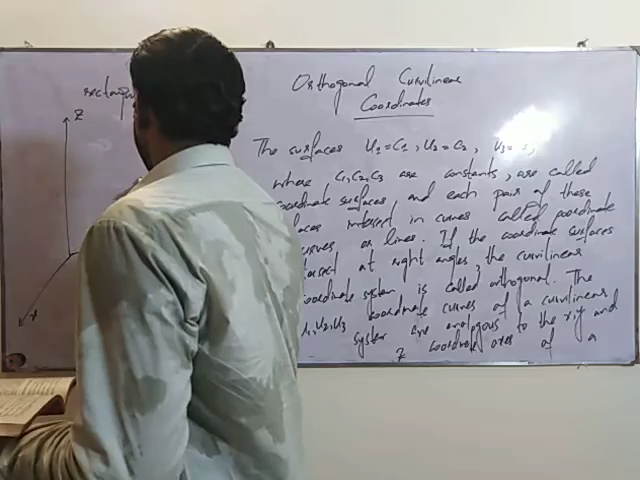 Orthogonal Curvilinear
Coordinates
Z
The surfaces U₁=C₁, U₂=C₂, U₃=
where C₁,C₂,C₃ are constants, are called
coordinate surfaces, and each pair of these
faces intersect in curves called coordinate
curves or lines. If the coordinate surfaces
intersect at right angles, the curvilinear
coordinate system is called orthogonal. The
U₁,U₂,U₃ coordinate curves of a curvilinear
system are analogous to the x,y and
z coordinate axes of a
x